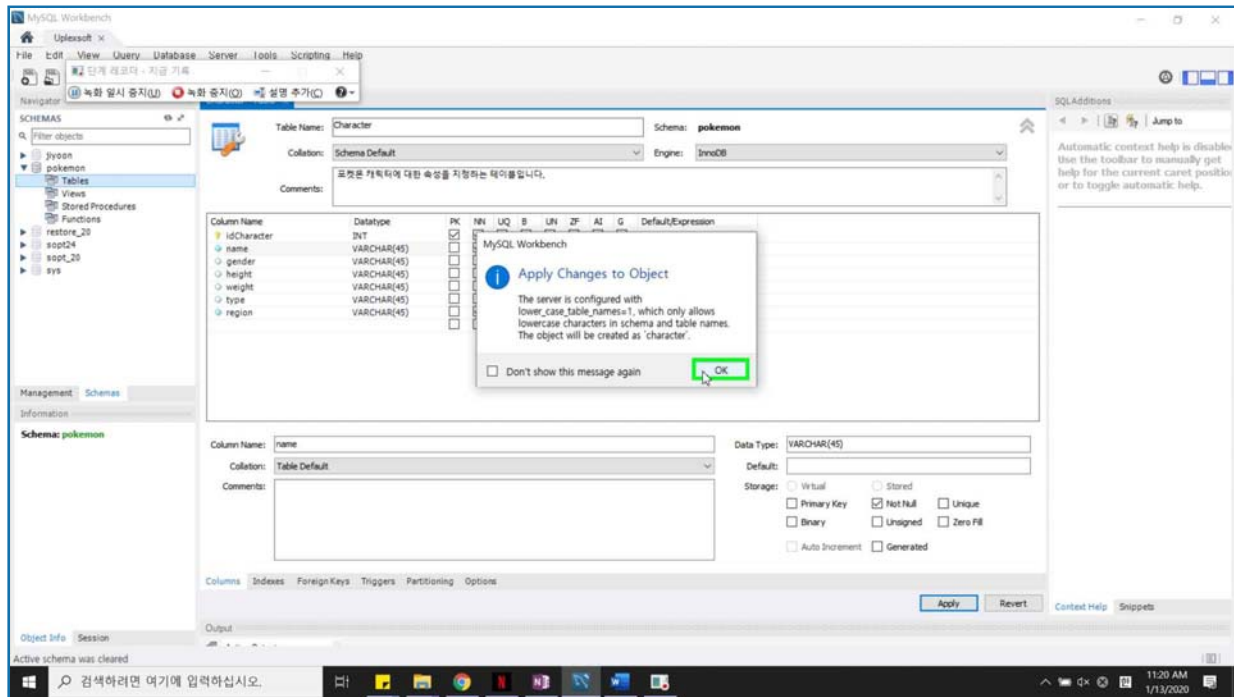 MySQL Workbench
Uplexsoft ×
File Edit View Query Database Server Tools Scripting Help
단계 레코더 - 지금 기록
녹화 일시 중지(U) 녹화 중지(O) 설명 추가(C)
Navigator
SCHEMAS
Filter objects
jiyoon
pokemon
Tables
Views
Stored Procedures
Functions
restore_20
sopt24
sopt_20
sys
Management Schemas
Information
Schema: pokemon
Object Info Session
Table Name: Character Schema: pokemon
Collation: Schema Default Engine: InnoDB
Comments: 포켓몬 캐릭터에 대한 속성을 지정하는 테이블입니다.
Column Name Datatype PK NN UQ B UN ZF AI G Default/Expression
idCharacter INT
name VARCHAR(45)
gender VARCHAR(45)
height VARCHAR(45)
weight VARCHAR(45)
type VARCHAR(45)
region VARCHAR(45)
MySQL Workbench
Apply Changes to Object
The server is configured with
lower_case_table_names=1, which only allows
lowercase characters in schema and table names.
The object will be created as 'character'.
Don't show this message again OK
Column Name: name Data Type: VARCHAR(45)
Collation: Table Default Default:
Comments: Storage: Virtual Stored
Primary Key Not Null Unique
Binary Unsigned Zero Fill
Auto Increment Generated
Columns Indexes Foreign Keys Triggers Partitioning Options
Apply Revert
Output
SQLAdditions
Jump to
Automatic context help is disable
Use the toolbar to manually get
help for the current caret positio
or to toggle automatic help.
Context Help Snippets
Active schema was cleared
검색하려면 여기에 입력하십시오.
11:20 AM
1/13/2020